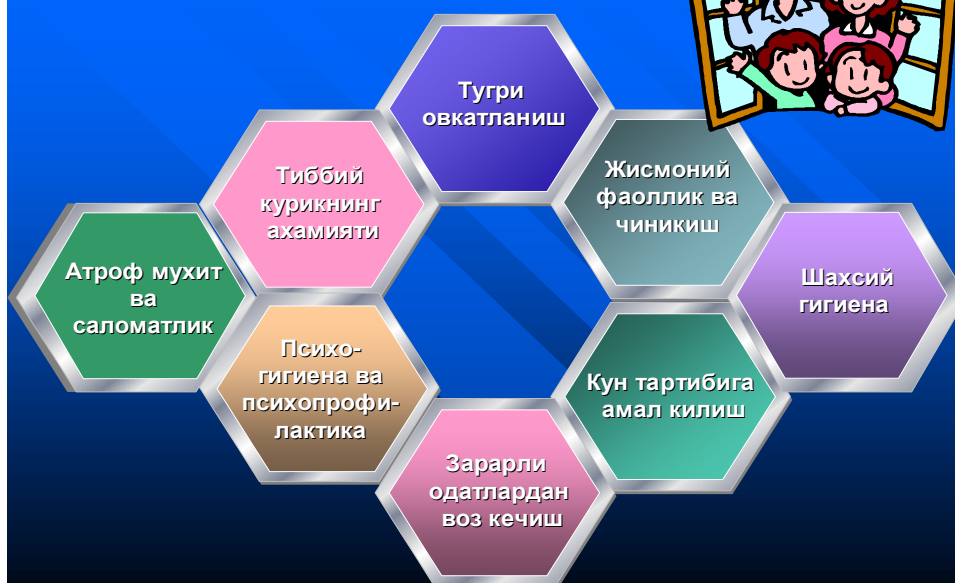 Тугри
овкатланиш
Тиббий
курикнинг
ахамияти
Жисмоний
фаоллик ва
чиникиш
Атроф мухит
ва
саломатлик
Шахсий
гигиена
Психо-
гигиена ва
психопрофи-
лактика
Кун тартибига
амал килиш
Зарарли
одатлардан
воз кечиш